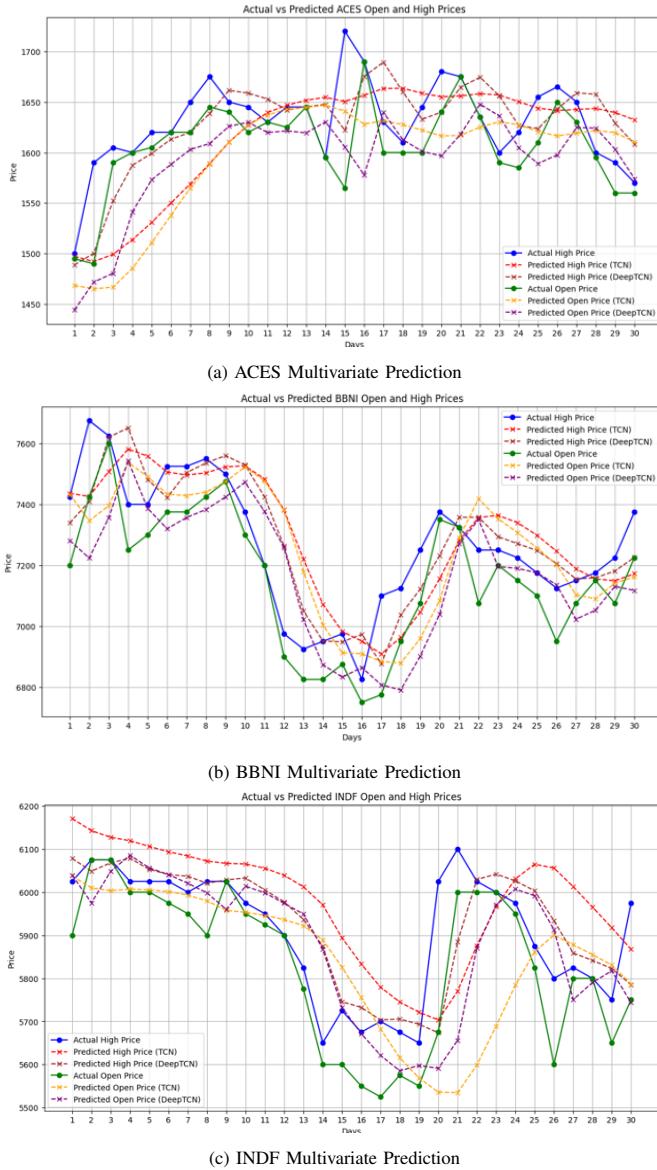 Actual vs Predicted ACES Open and High Prices
1700
1650
1600
1550
1500
1450
Price
Actual High Price
Predicted High Price (TCN)
Predicted High Price (DeepTCN)
Actual Open Price
Predicted Open Price (TCN)
Predicted Open Price (DeepTCN)
1 2 3 4 5 6 7 8 9 10 11 12 13 14 15 16 17 18 19 20 21 22 23 24 25 26 27 28 29 30
Days
(a) ACES Multivariate Prediction
Actual vs Predicted BBNI Open and High Prices
7600
7400
7200
7000
6800
Price
Actual High Price
Predicted High Price (TCN)
Predicted High Price (DeepTCN)
Actual Open Price
Predicted Open Price (TCN)
Predicted Open Price (DeepTCN)
1 2 3 4 5 6 7 8 9 10 11 12 13 14 15 16 17 18 19 20 21 22 23 24 25 26 27 28 29 30
Days
(b) BBNI Multivariate Prediction
Actual vs Predicted INDF Open and High Prices
6200
6100
6000
5900
5800
5700
5600
5500
Price
Actual High Price
Predicted High Price (TCN)
Predicted High Price (DeepTCN)
Actual Open Price
Predicted Open Price (TCN)
Predicted Open Price (DeepTCN)
1 2 3 4 5 6 7 8 9 10 11 12 13 14 15 16 17 18 19 20 21 22 23 24 25 26 27 28 29 30
Days
(c) INDF Multivariate Prediction